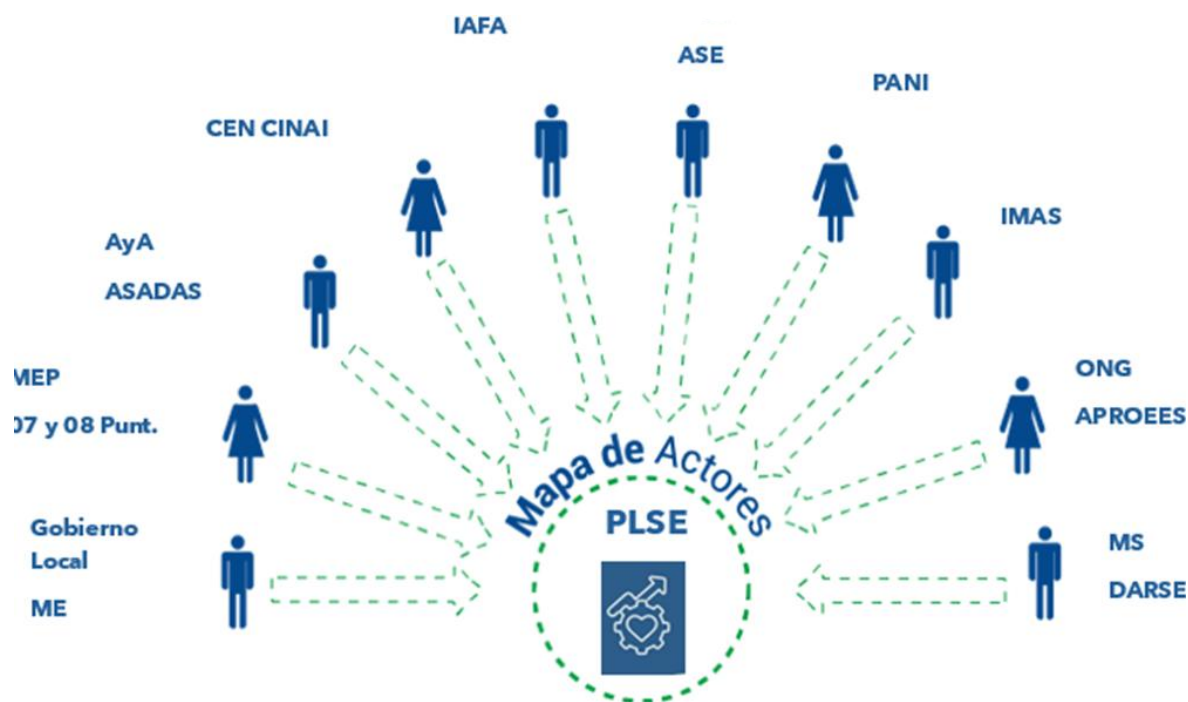 IAFA
ASE
PANI
CEN CINAI
IMAS
AyA
ASADAS
MEP
07 y 08 Punt.
ONG
APROEES
Gobierno
Local
ME
MS
DARSE
Mapa de Actores
PLSE